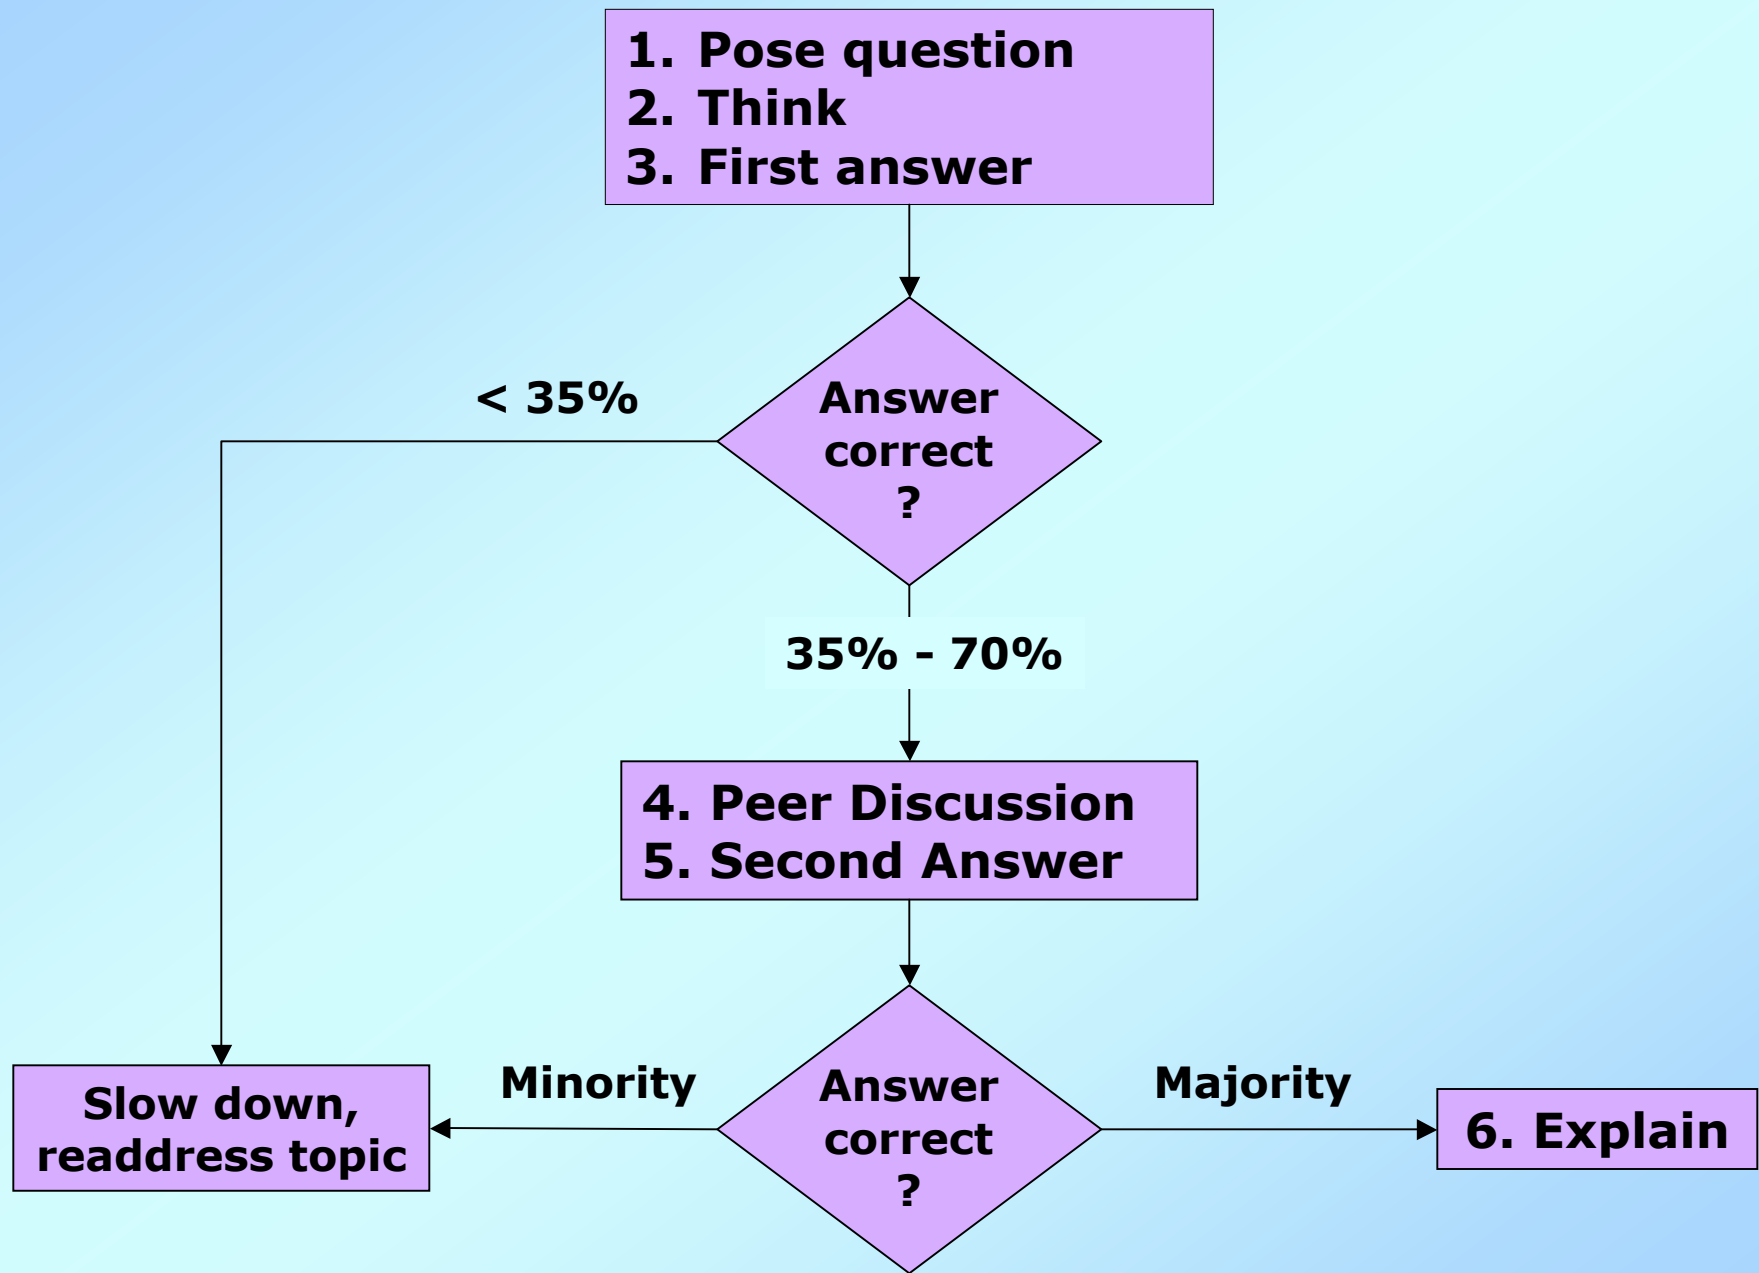 1. Pose question
2. Think
3. First answer
< 35%
Answer
correct
?
35% - 70%
4. Peer Discussion
5. Second Answer
Slow down,
readdress topic
Minority
Answer
correct
?
Majority
6. Explain